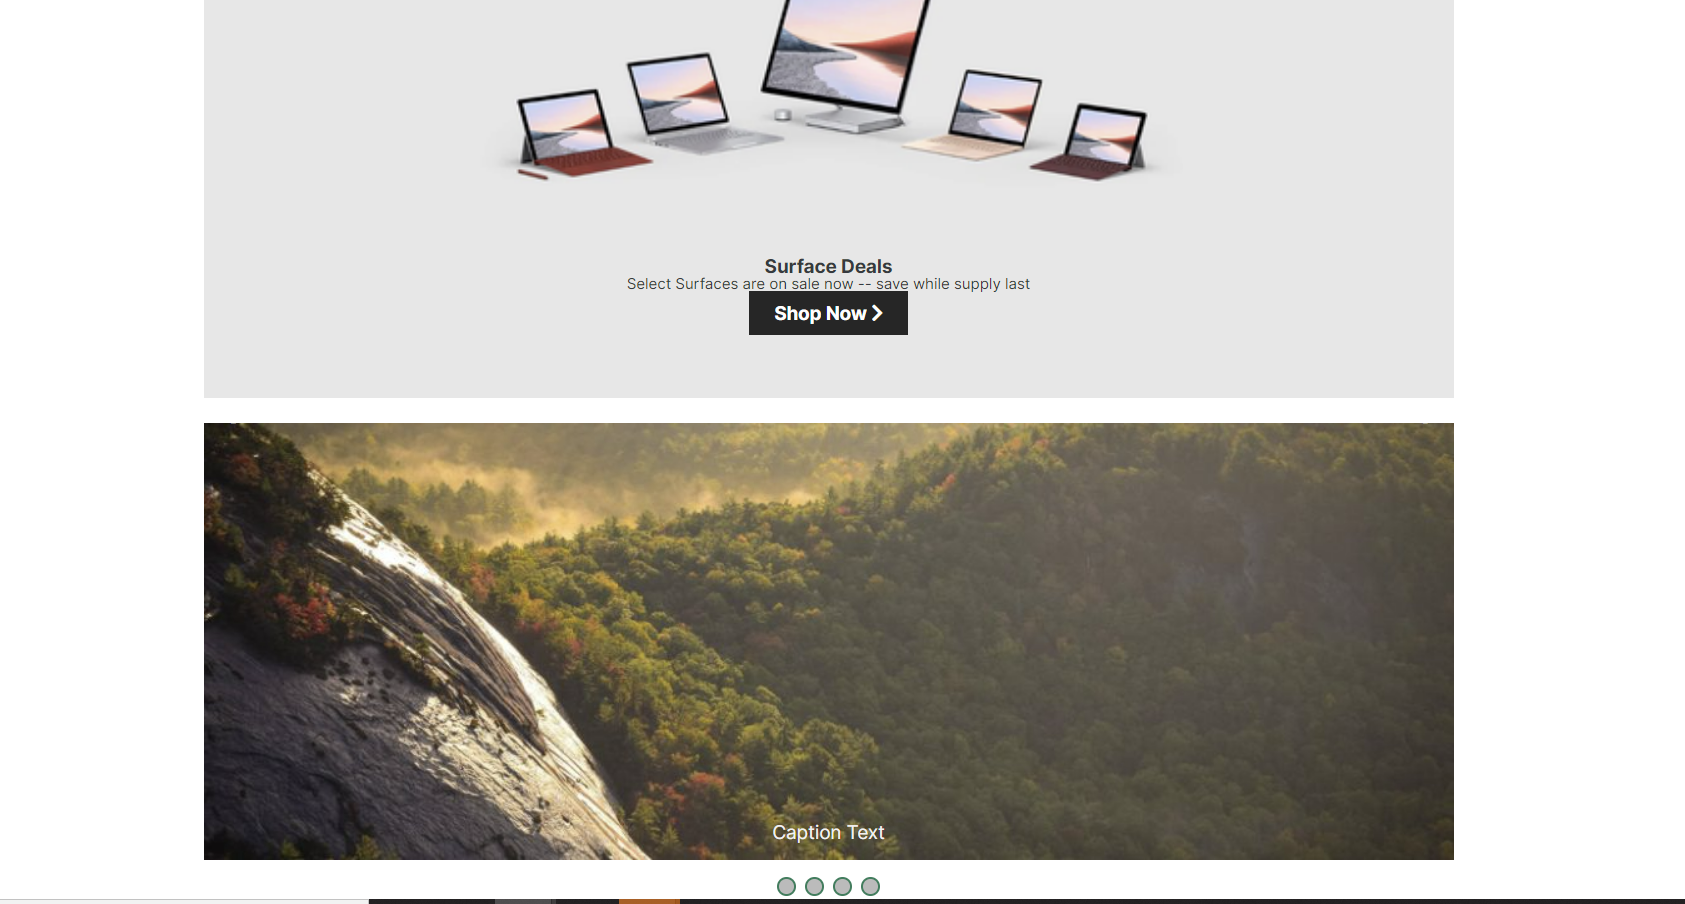 Surface Deals
Select Surfaces are on sale now -- save while supply last
Shop Now
Caption Text